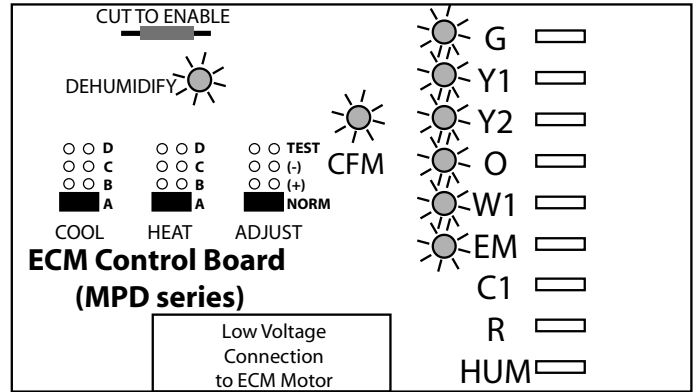 CUT TO ENABLE
DEHUMIDIFY
D
C
B
A
COOL
D
C
B
A
HEAT
TEST
(-)
(+)
NORM
ADJUST
CFM
G
Y1
Y2
O
W1
EM
C1
R
HUM
ECM Control Board
(MPD series)
Low Voltage
Connection
to ECM Motor